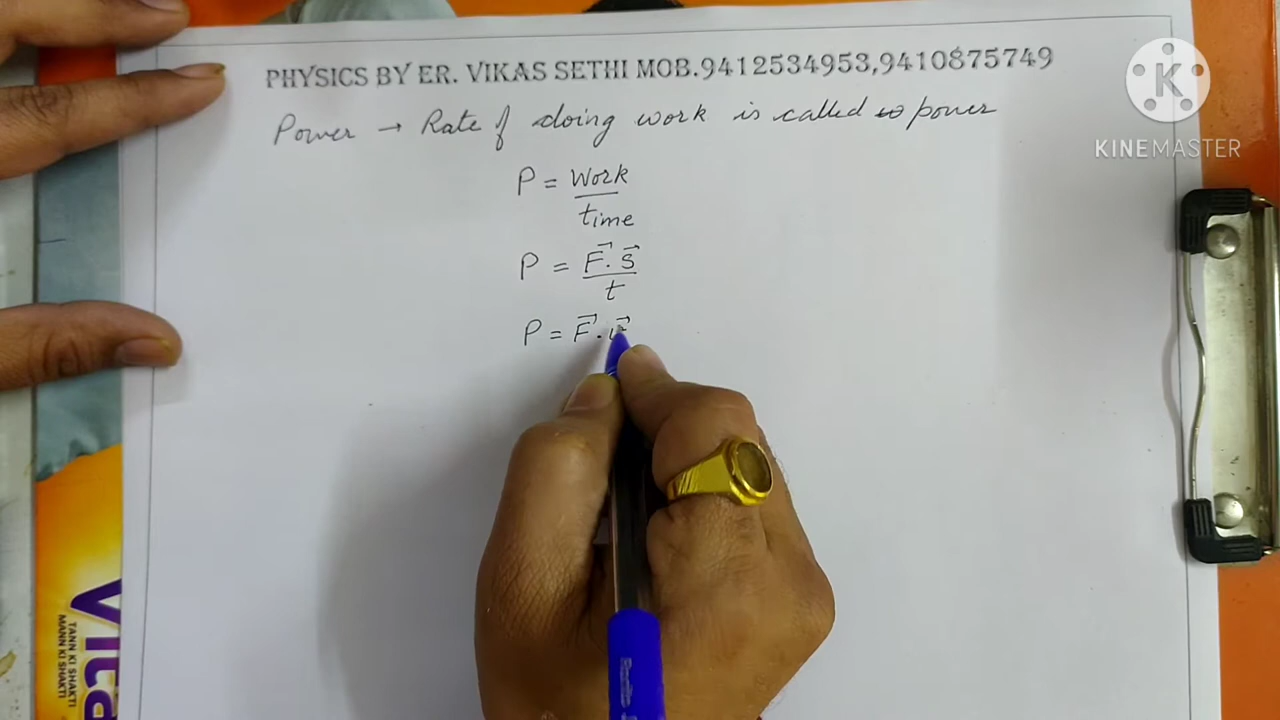 PHYSICS BY ER. VIKAS SETHI MOB.9412534953,9410875749
Power → Rate of doing work is called power
P = Work
time
P = F⃗ . s⃗
t
P = F⃗ .
K
KINEMASTER
Vita
TANN KI SHAKTI
MANN KI SHAKTI